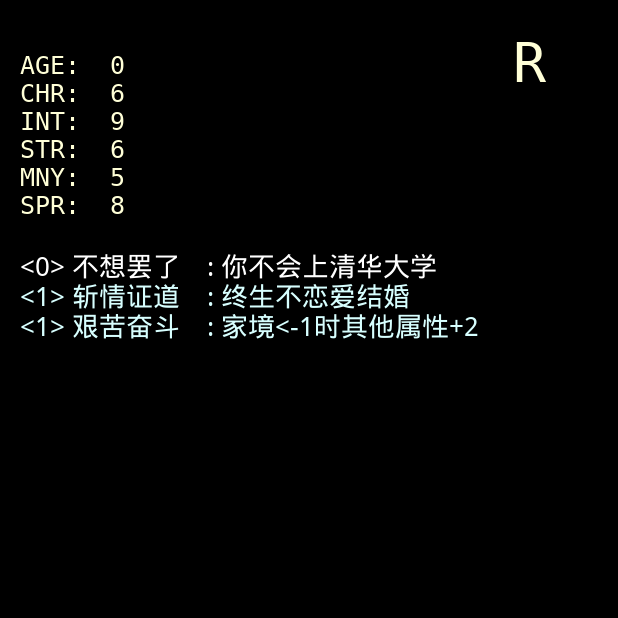 R
AGE: 0
CHR: 6
INT: 9
STR: 6
MNY: 5
SPR: 8
<0> 不想罢了 : 你不会上清华大学
<1> 斩情证道 : 终生不恋爱结婚
<1> 艰苦奋斗 : 家境<-1时其他属性+2